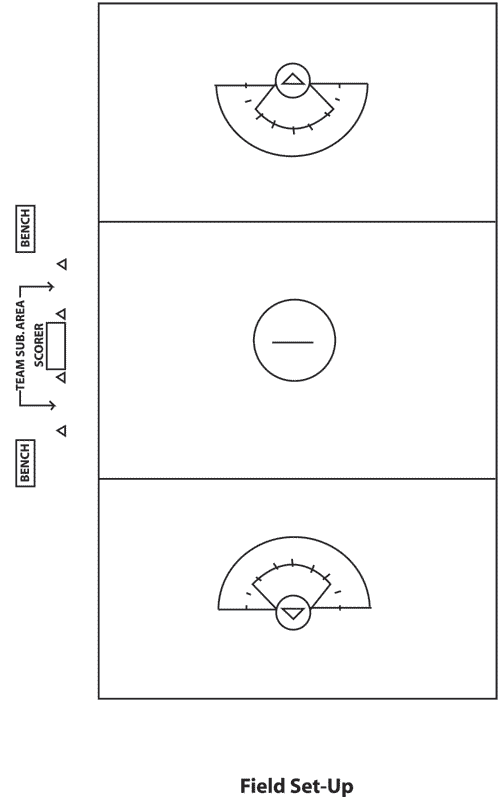 BENCH
TEAM SUB. AREA
SCORER
BENCH
Field Set-Up